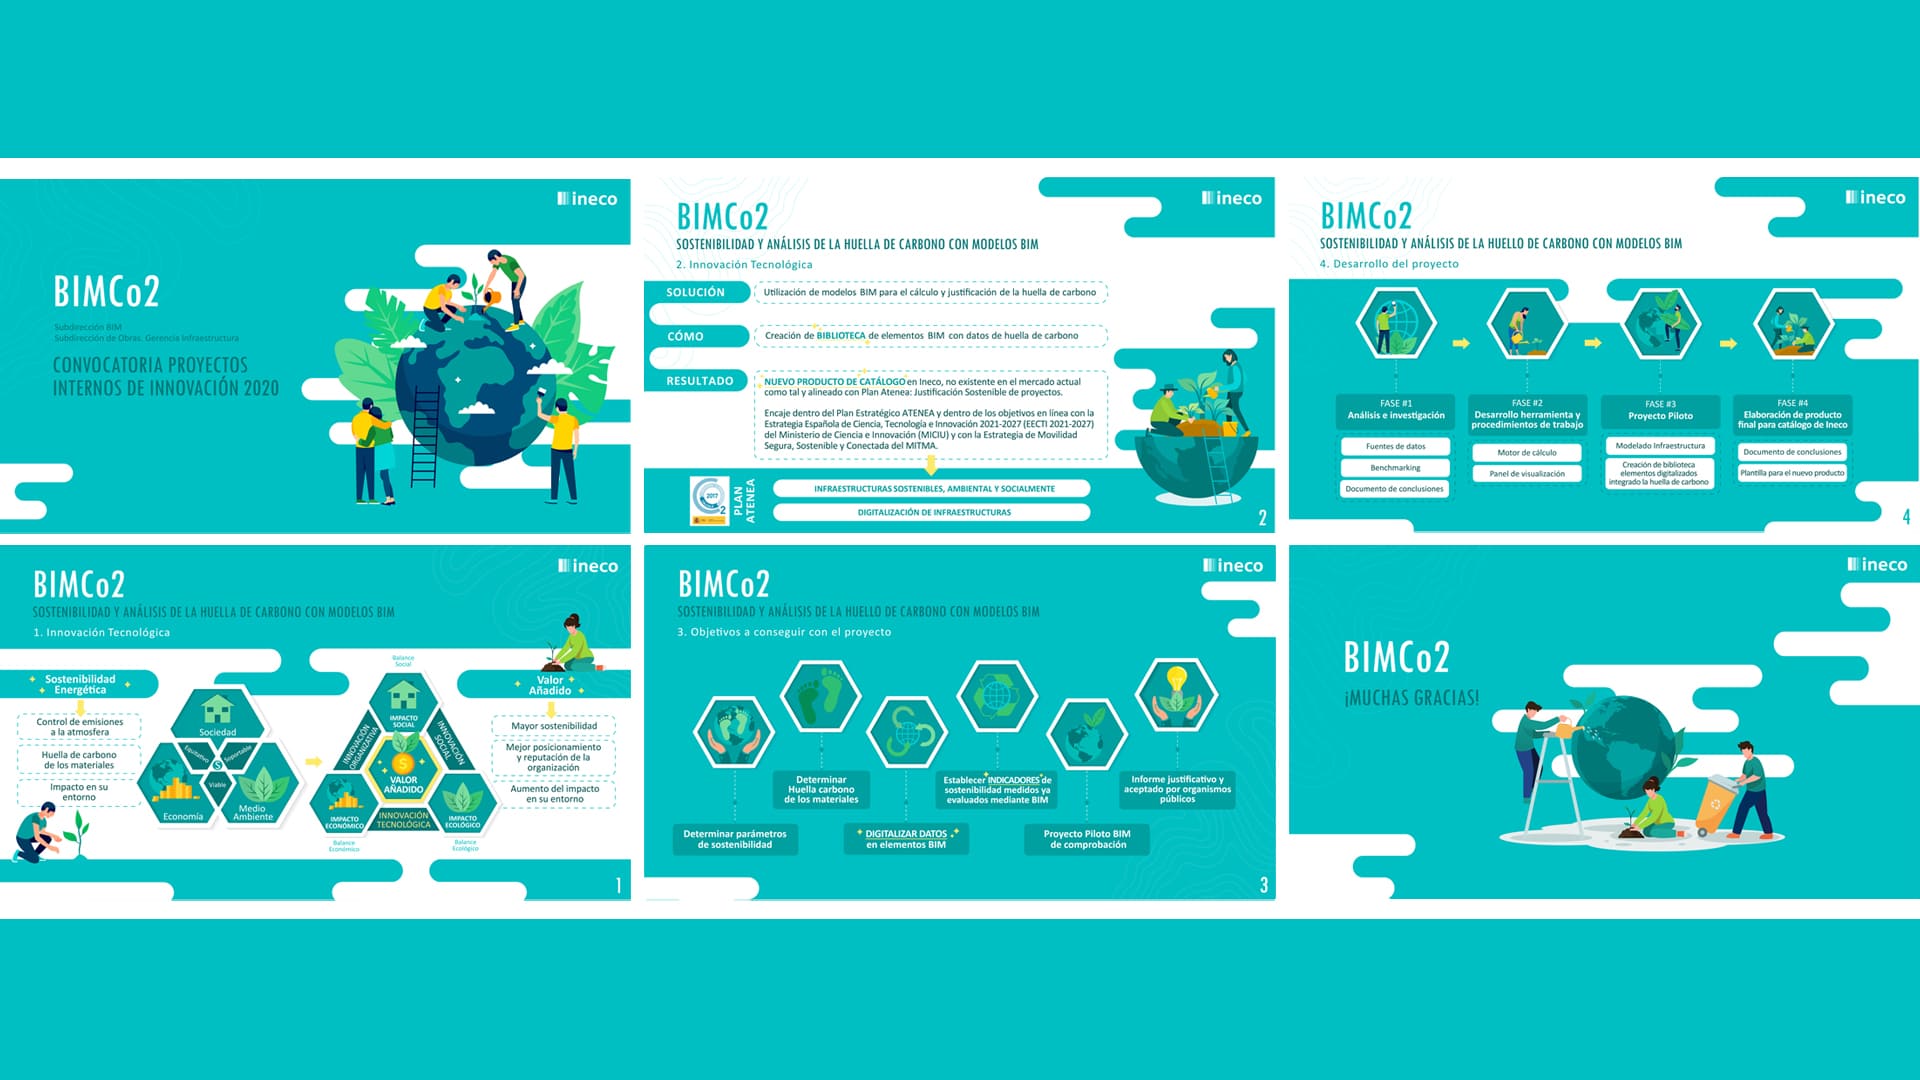 ineco
BIMCo2
Subdirección BIM
Subdirección de Obras. Gerencia Infraestructura
CONVOCATORIA PROYECTOS
INTERNOS DE INNOVACIÓN 2020
ineco
BIMCo2
SOSTENIBILIDAD Y ANÁLISIS DE LA HUELLA DE CARBONO CON MODELOS BIM
1. Innovación Tecnológica
Sostenibilidad
Energética
Control de emisiones
a la atmosfera
Huella de carbono
de los materiales
Impacto en su
entorno
Sociedad
Equitativo
Soportable
$
Viable
Economía
Medio
Ambiente
Balance
Social
IMPACTO
SOCIAL
INNOVACIÓN
ORGANIZATIVA
INNOVACIÓN
SOCIAL
$
VALOR
AÑADIDO
IMPACTO
ECONÓMICO
INNOVACIÓN
TECNOLÓGICA
IMPACTO
ECOLÓGICO
Balance
Económico
Balance
Ecológico
Valor
Añadido
Mayor sostenibilidad
Mejor posicionamiento
y reputación de la
organización
Aumento del impacto
en su entorno
1
ineco
BIMCo2
SOSTENIBILIDAD Y ANÁLISIS DE LA HUELLA DE CARBONO CON MODELOS BIM
2. Innovación Tecnológica
SOLUCIÓN
Utilización de modelos BIM para el cálculo y justificación de la huella de carbono
CÓMO
Creación de BIBLIOTECA de elementos BIM con datos de huella de carbono
RESULTADO
NUEVO PRODUCTO DE CATÁLOGO en Ineco, no existente en el mercado actual
como tal y alineado con Plan Atenea: Justificación Sostenible de proyectos.
Encaje dentro del Plan Estratégico ATENEA y dentro de los objetivos en línea con la
Estrategia Española de Ciencia, Tecnología e Innovación 2021-2027 (EECTI 2021-2027)
del Ministerio de Ciencia e Innovación (MICIU) y con la Estrategia de Movilidad
Segura, Sostenible y Conectada del MITMA.
2017
2
PLAN
ATENEA
INFRAESTRUCTURAS SOSTENIBLES, AMBIENTAL Y SOCIALMENTE
DIGITALIZACIÓN DE INFRAESTRUCTURAS
2
ineco
BIMCo2
SOSTENIBILIDAD Y ANÁLISIS DE LA HUELLO DE CARBONO CON MODELOS BIM
3. Objetivos a conseguir con el proyecto
Determinar parámetros
de sostenibilidad
Determinar
Huella carbono
de los materiales
DIGITALIZAR DATOS
en elementos BIM
Establecer INDICADORES de
sostenibilidad medidos ya
evaluados mediante BIM
Proyecto Piloto BIM
de comprobación
Informe justificativo y
aceptado por organismos
públicos
3
ineco
BIMCo2
SOSTENIBILIDAD Y ANÁLISIS DE LA HUELLO DE CARBONO CON MODELOS BIM
4. Desarrollo del proyecto
FASE #1
Análisis e investigación
Fuentes de datos
Benchmarking
Documento de conclusiones
FASE #2
Desarrollo herramienta y
procedimientos de trabajo
Motor de cálculo
Panel de visualización
FASE #3
Proyecto Piloto
Modelado Infraestructura
Creación de biblioteca
elementos digitalizados
integrado la huella de carbono
FASE #4
Elaboración de producto
final para catálogo de Ineco
Documento de conclusiones
Plantilla para el nuevo producto
4
ineco
BIMCo2
¡MUCHAS GRACIAS!